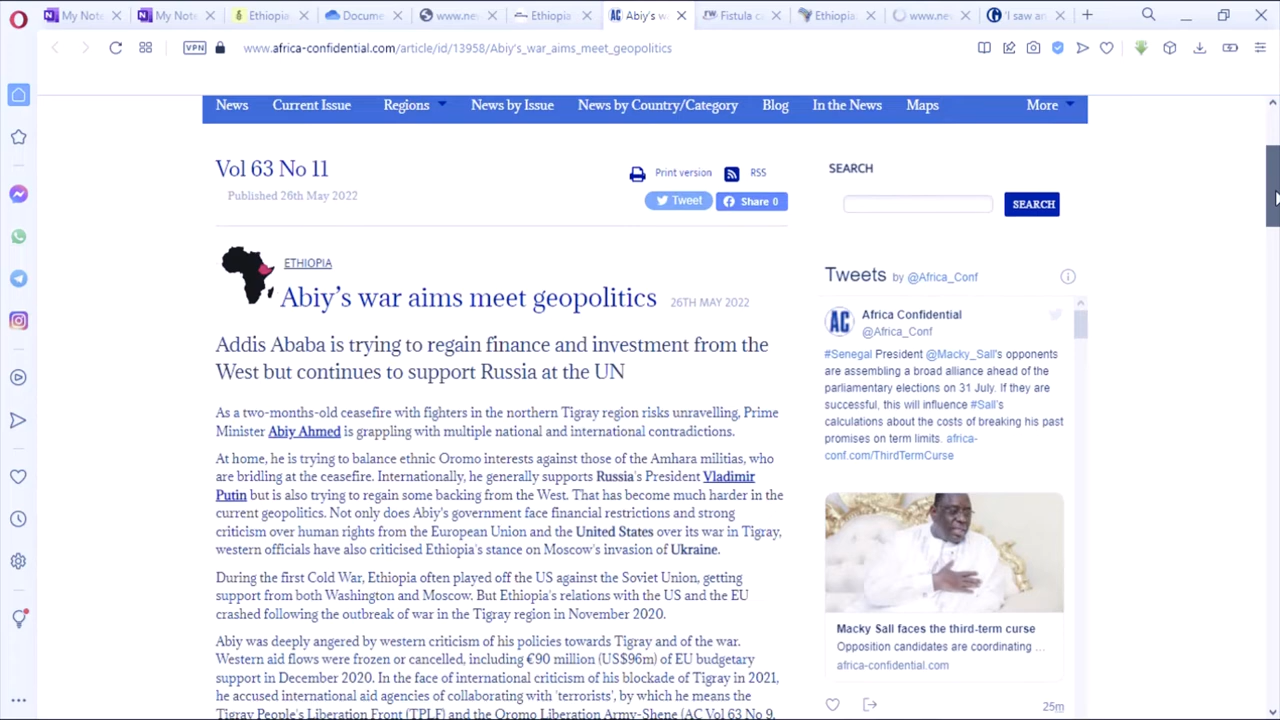 My Note
My Note
Ethiopia
Docume
www.ne
Ethiopia
Abiy's w
Fistula cu
Ethiopia
www.ne
'I saw an
VPN
www.africa-confidential.com/article/id/13958/Abiy's_war_aims_meet_geopolitics
News Current Issue Regions News by Issue News by Country/Category Blog In the News Maps More
Vol 63 No 11
Published 26th May 2022
Print version
RSS
Tweet
Share 0
ETHIOPIA
Abiy's war aims meet geopolitics 26TH MAY 2022
Addis Ababa is trying to regain finance and investment from the
West but continues to support Russia at the UN
As a two-months-old ceasefire with fighters in the northern Tigray region risks unravelling, Prime
Minister Abiy Ahmed is grappling with multiple national and international contradictions.
At home, he is trying to balance ethnic Oromo interests against those of the Amhara militias, who
are bridling at the ceasefire. Internationally, he generally supports Russia's President Vladimir
Putin but is also trying to regain some backing from the West. That has become much harder in the
current geopolitics. Not only does Abiy's government face financial restrictions and strong
criticism over human rights from the European Union and the United States over its war in Tigray,
western officials have also criticised Ethiopia's stance on Moscow's invasion of Ukraine.
During the first Cold War, Ethiopia often played off the US against the Soviet Union, getting
support from both Washington and Moscow. But Ethiopia's relations with the US and the EU
crashed following the outbreak of war in the Tigray region in November 2020.
Abiy was deeply angered by western criticism of his policies towards Tigray and of the war.
Western aid flows were frozen or cancelled, including €90 million (US$96m) of EU budgetary
support in December 2020. In the face of international criticism of his blockade of Tigray in 2021,
he accused international aid agencies of collaborating with 'terrorists', by which he means the
Tigray People's Liberation Front (TPLF) and the Oromo Liberation Army-Shene (AC Vol 63 No 9,
SEARCH
SEARCH
Tweets by @Africa_Conf
AC
Africa Confidential
@Africa_Conf
#Senegal President @Macky_Sall's opponents
are assembling a broad alliance ahead of the
parliamentary elections on 31 July. If they are
successful, this will influence #Sall's
calculations about the costs of breaking his past
promises on term limits. africa-
conf.com/ThirdTermCurse
Macky Sall faces the third-term curse
Opposition candidates are coordinating ...
africa-confidential.com
25m